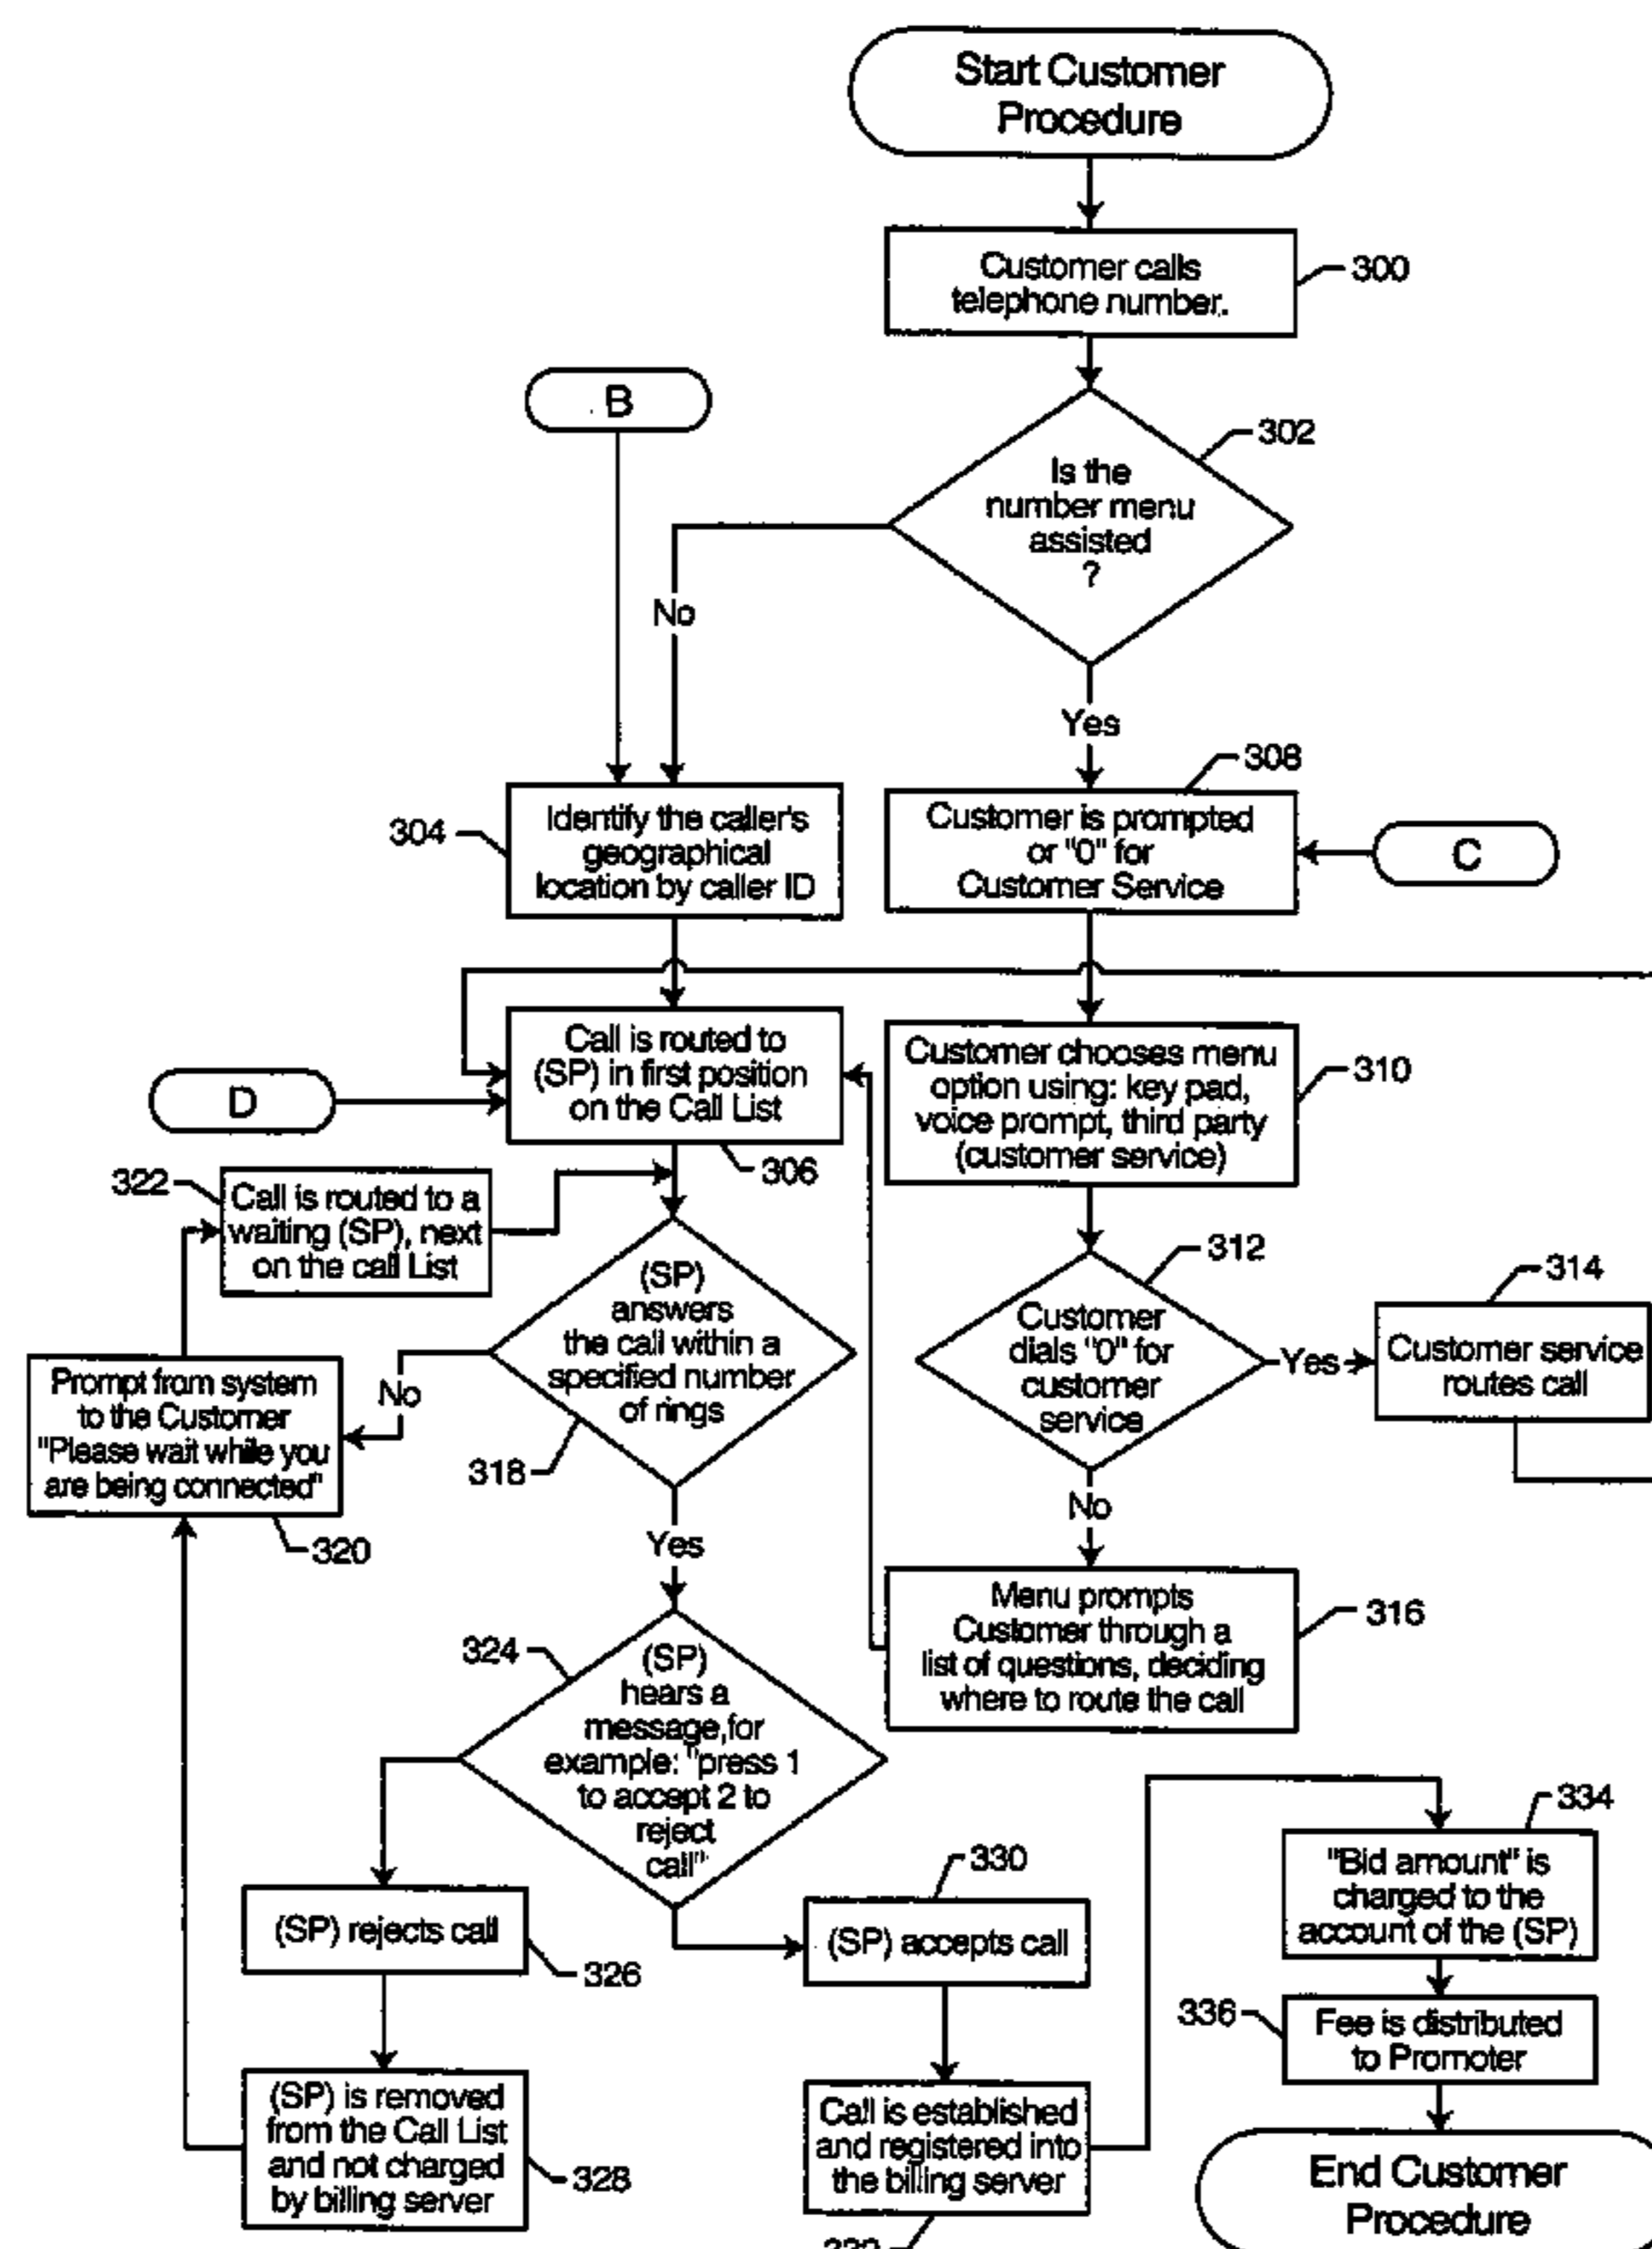 Start Customer
Procedure
Customer calls
telephone number.
300
B
302
Is the
number menu
assisted
?
No
Yes
308
304
Identify the caller's
geographical
location by caller ID
Customer is prompted
or "0" for
Customer Service
C
Call is routed to
(SP) in first position
on the Call List
306
D
Customer chooses menu
option using: key pad,
voice prompt, third party
(customer service)
310
322
Call is routed to a
waiting (SP), next
on the call List
(SP)
answers
the call within a
specified number
of rings
318
No
312
Customer
dials "0" for
customer
service
Yes
314
Customer service
routes call
Prompt from system
to the Customer
"Please wait while you
are being connected"
320
Yes
No
Menu prompts
Customer through a
list of questions, deciding
where to route the call
316
324
(SP)
hears a
message,for
example: "press 1
to accept 2 to
reject
call"
(SP) rejects call
326
330
(SP) accepts call
334
"Bid amount" is
charged to the
account of the (SP)
336
Fee is distributed
to Promoter
(SP) is removed
from the Call List
and not charged
by billing server
328
Call is established
and registered into
the billing server
End Customer
Procedure